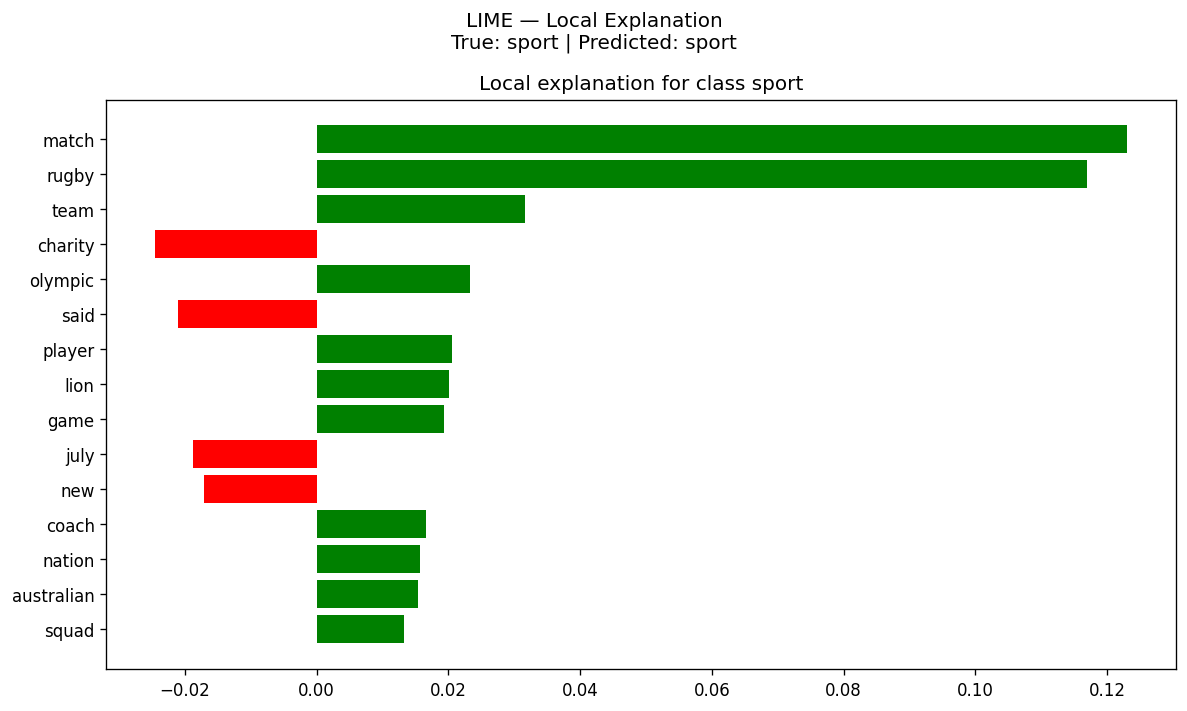 LIME — Local Explanation
True: sport | Predicted: sport
Local explanation for class sport
match
rugby
team
charity
olympic
said
player
lion
game
july
new
coach
nation
australian
squad
−0.02 0.00 0.02 0.04 0.06 0.08 0.10 0.12